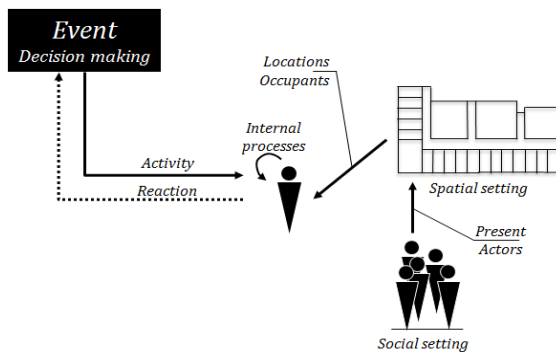 Event
Decision making
Locations
Occupants
Internal
processes
Activity
Reaction
Spatial setting
Present
Actors
Social setting